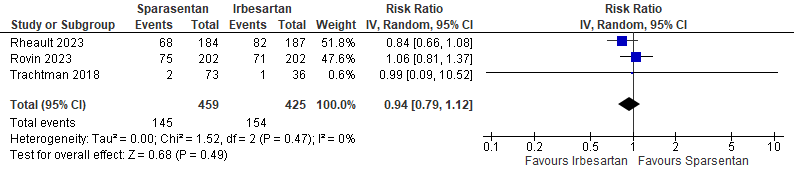 Sparsentan Irbesartan Risk Ratio Risk Ratio
Study or Subgroup Events Total Events Total Weight IV, Random, 95% CI IV, Random, 95% CI
Rheault 2023 68 184 82 187 51.8% 0.84 [0.66, 1.08]
Rovin 2023 75 202 71 202 47.6% 1.06 [0.81, 1.37]
Trachtman 2018 2 73 1 36 0.6% 0.99 [0.09, 10.52]
Total (95% CI) 459 425 100.0% 0.94 [0.79, 1.12]
Total events 145 154
Heterogeneity: Tau² = 0.00; Chi² = 1.52, df = 2 (P = 0.47); I² = 0%
Test for overall effect: Z = 0.68 (P = 0.49)
0.1 0.2 0.5 1 2 5 10
Favours Irbesartan Favours Sparsentan